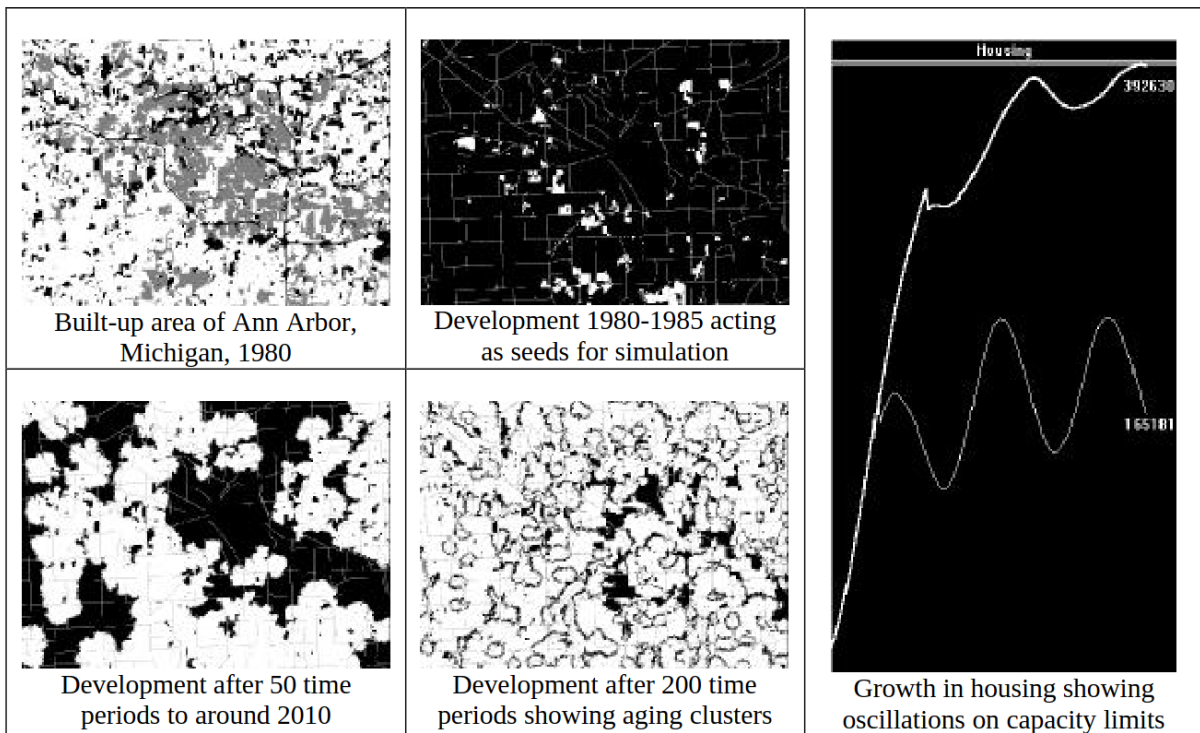 Built-up area of Ann Arbor,
Michigan, 1980
Development 1980-1985 acting
as seeds for simulation
Housing
392630
165181
Development after 50 time
periods to around 2010
Development after 200 time
periods showing aging clusters
Growth in housing showing
oscillations on capacity limits